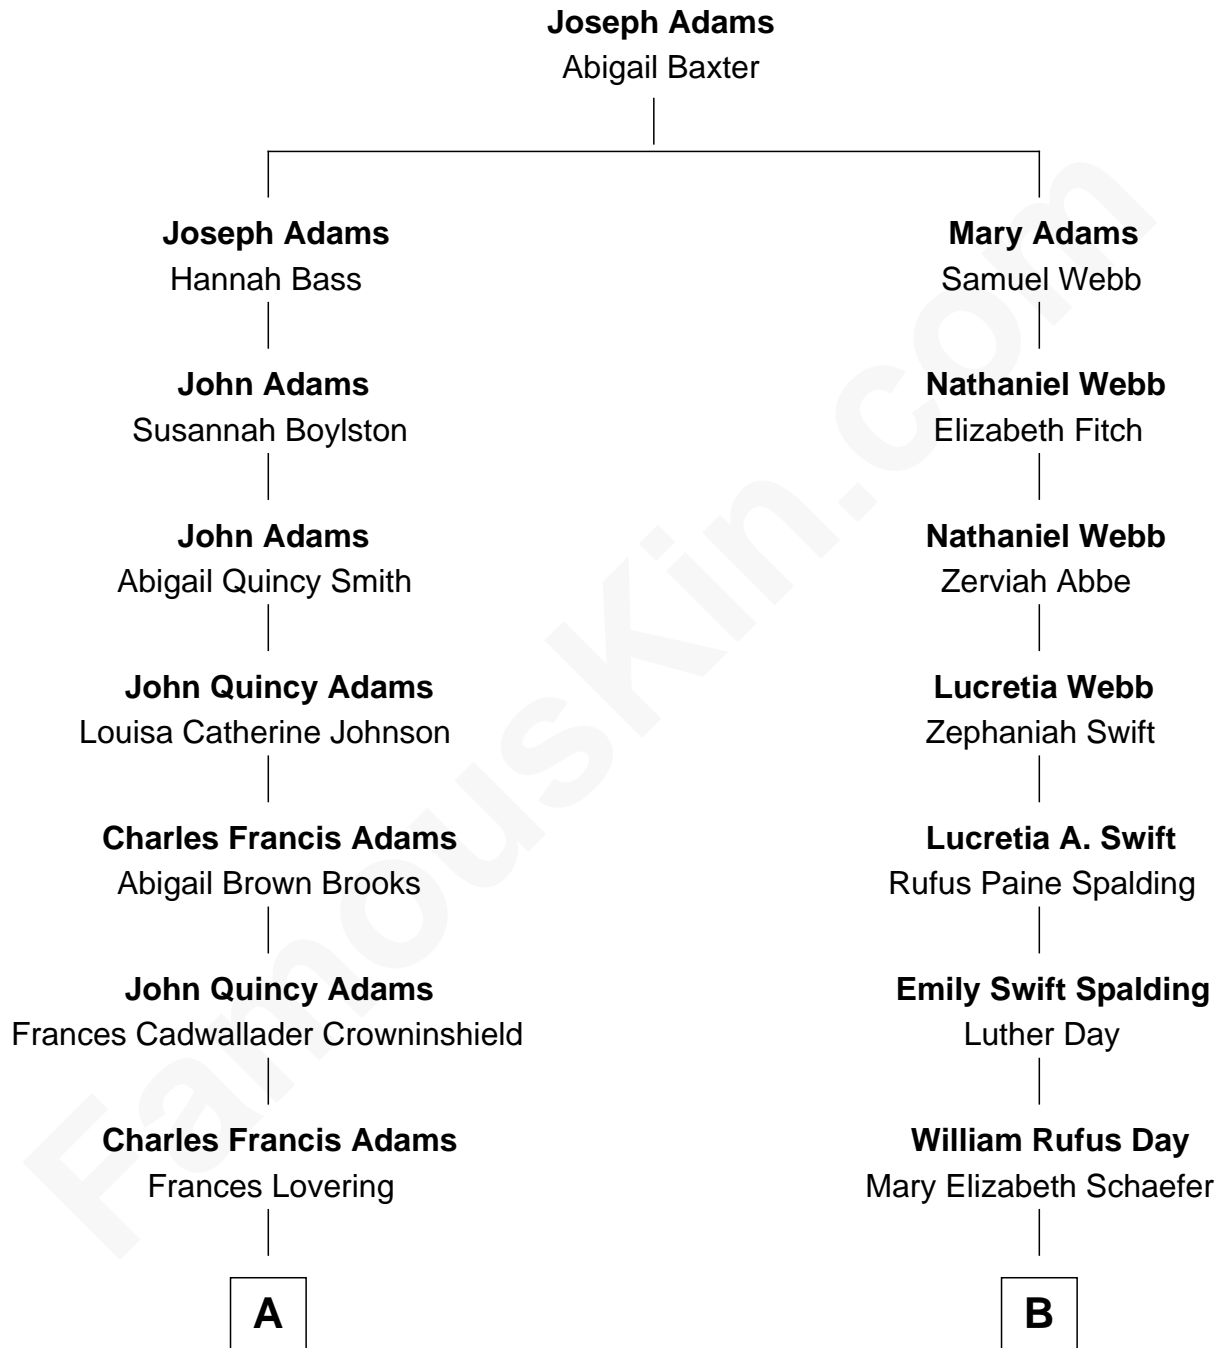 Joseph Adams
Abigail Baxter
Joseph Adams
Hannah Bass
Mary Adams
Samuel Webb
John Adams
Susannah Boylston
Nathaniel Webb
Elizabeth Fitch
John Adams
Abigail Quincy Smith
Nathaniel Webb
Zerviah Abbe
John Quincy Adams
Louisa Catherine Johnson
Lucretia Webb
Zephaniah Swift
Charles Francis Adams
Abigail Brown Brooks
Lucretia A. Swift
Rufus Paine Spalding
John Quincy Adams
Frances Cadwallader Crowninshield
Emily Swift Spalding
Luther Day
Charles Francis Adams
Frances Lovering
William Rufus Day
Mary Elizabeth Schaefer
A
B
FamousKin.com